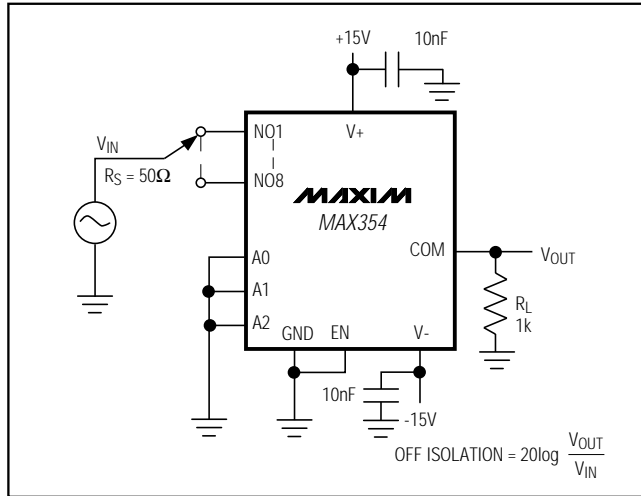 +15V
10nF
V+
NO1
VIN
RS = 50Ω
NO8
MAXIM
MAX354
COM
VOUT
A0
A1
A2
RL
1k
GND
EN
V-
10nF
-15V
OFF ISOLATION = 20log VOUT
VIN